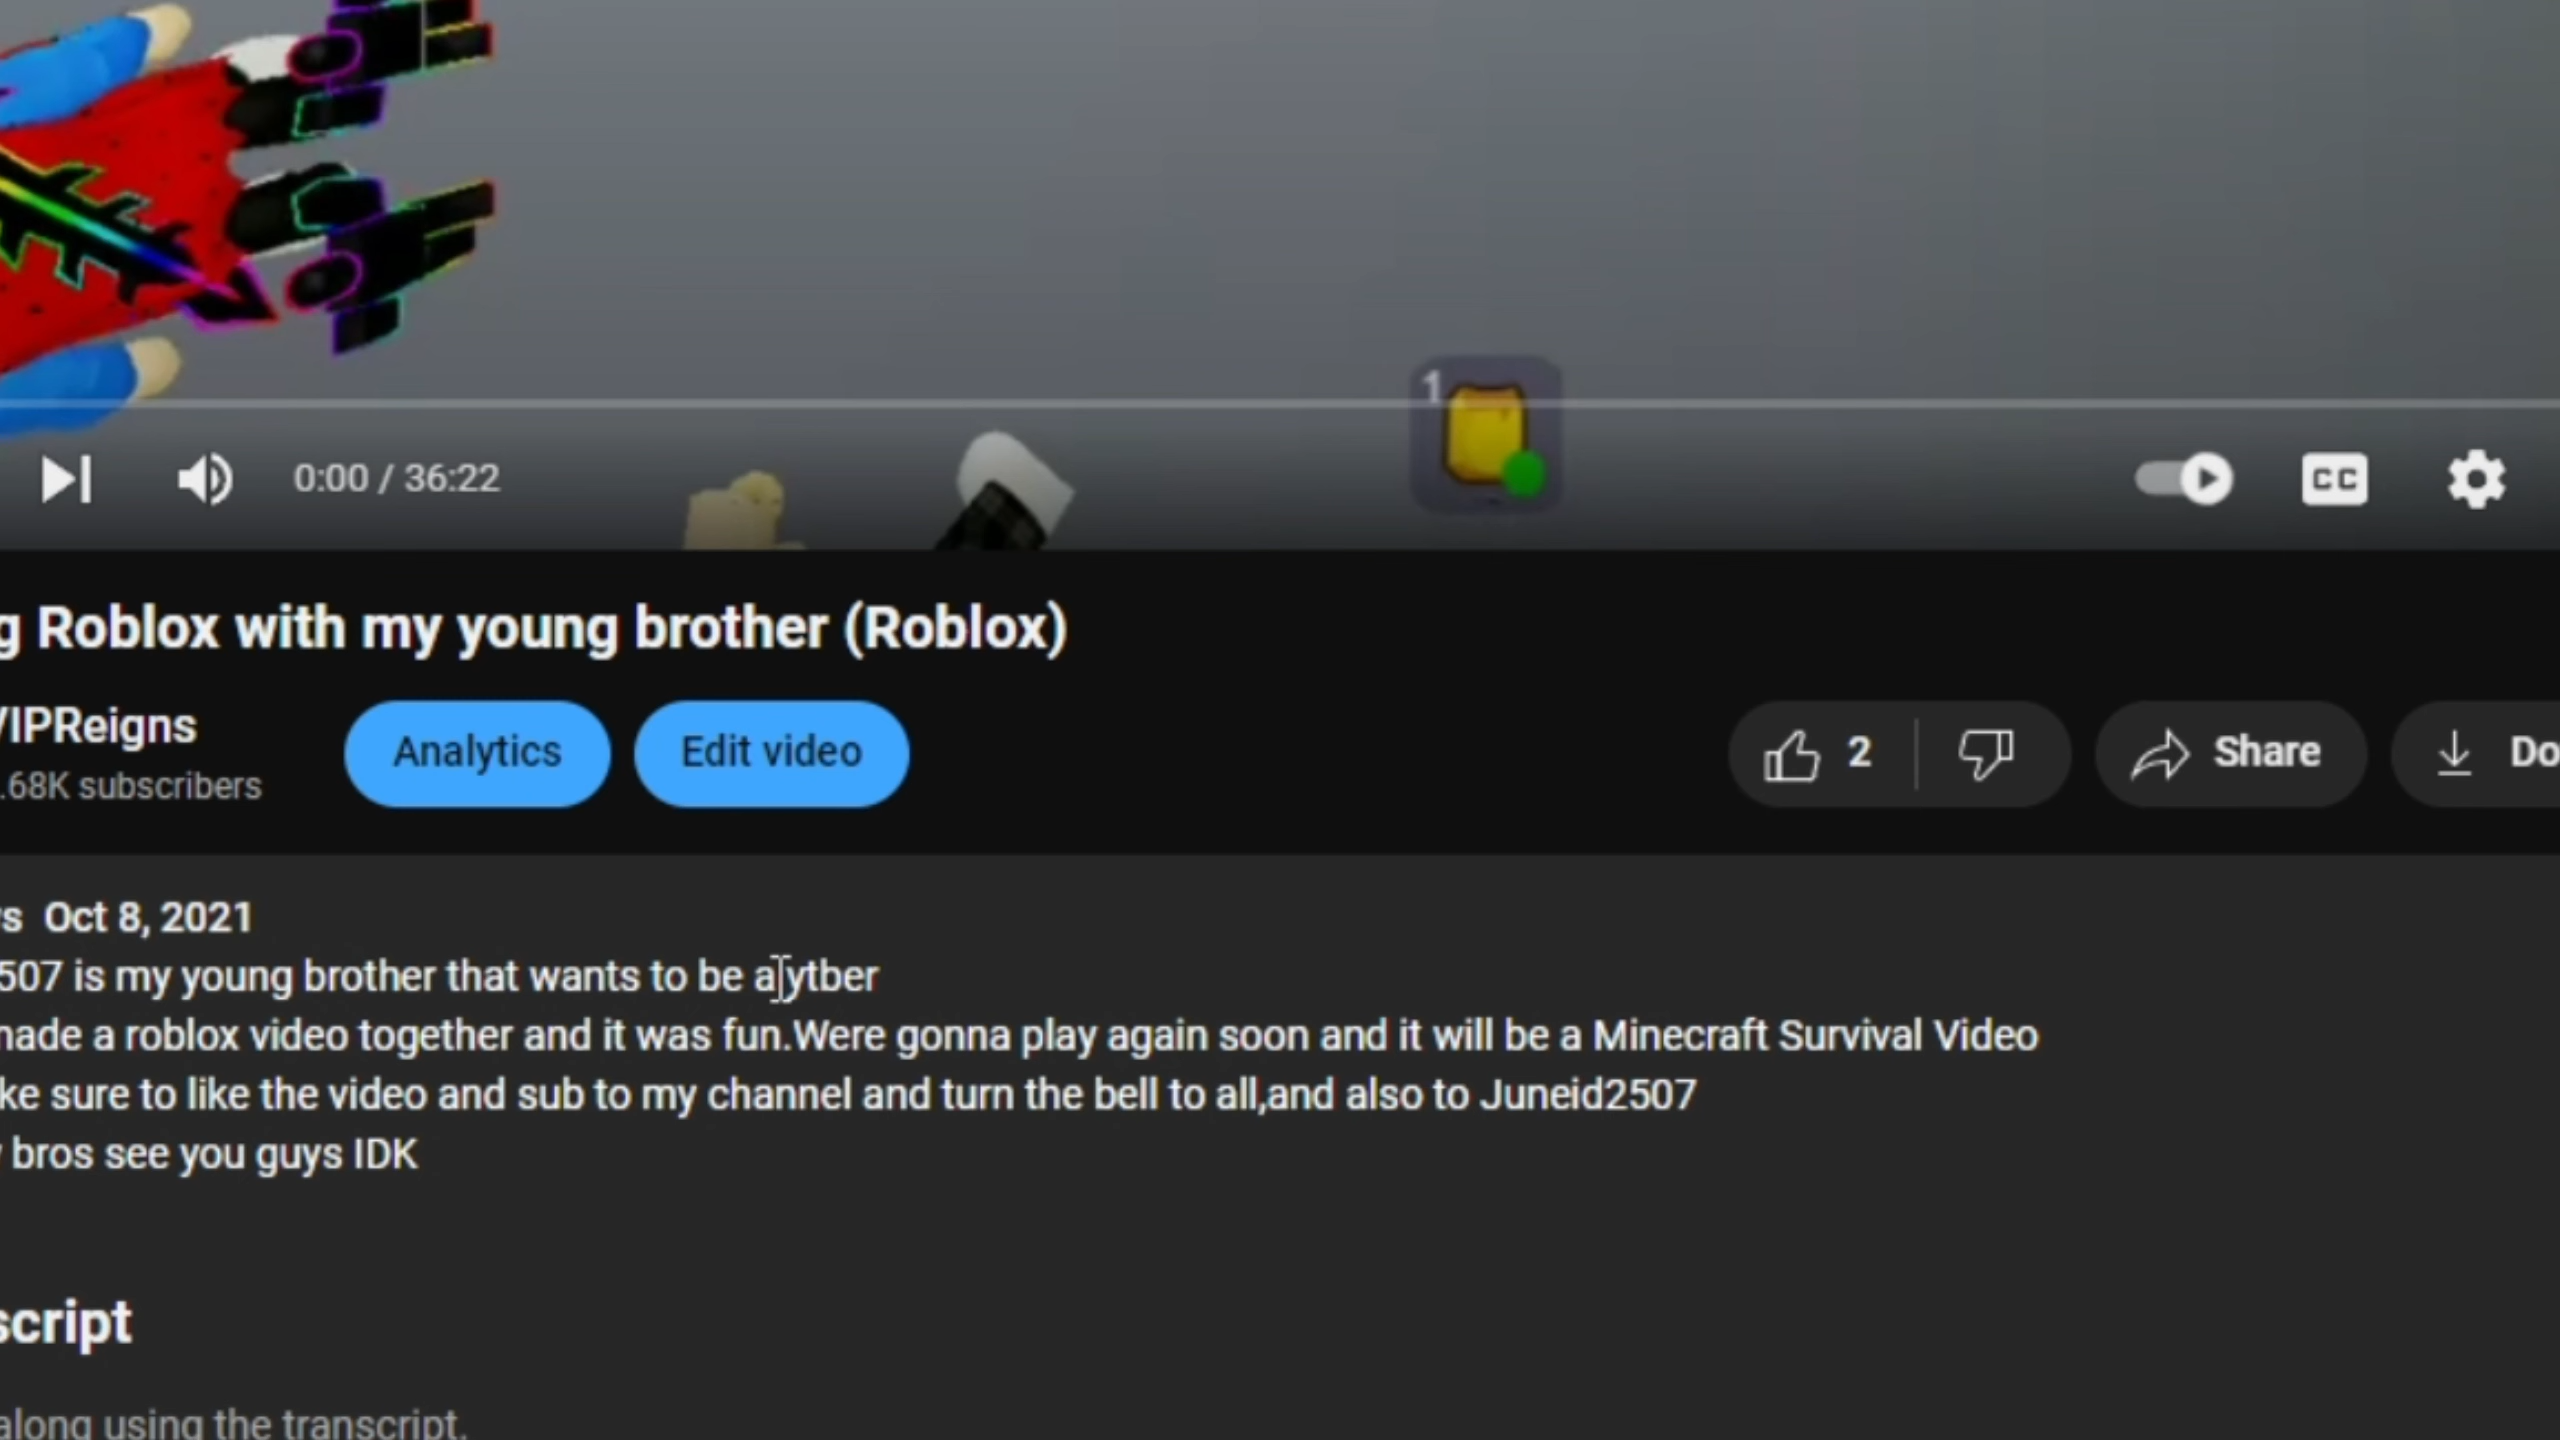 1
0:00 / 36:22
CC
Roblox with my young brother (Roblox)
VIPReigns
.68K subscribers
Analytics
Edit video
2
Share
Oct 8, 2021
507 is my young brother that wants to be a ytber
made a roblox video together and it was fun.Were gonna play again soon and it will be a Minecraft Survival Video
sure to like the video and sub to my channel and turn the bell to all,and also to Juneid2507
bros see you guys IDK
script
along using the transcript.